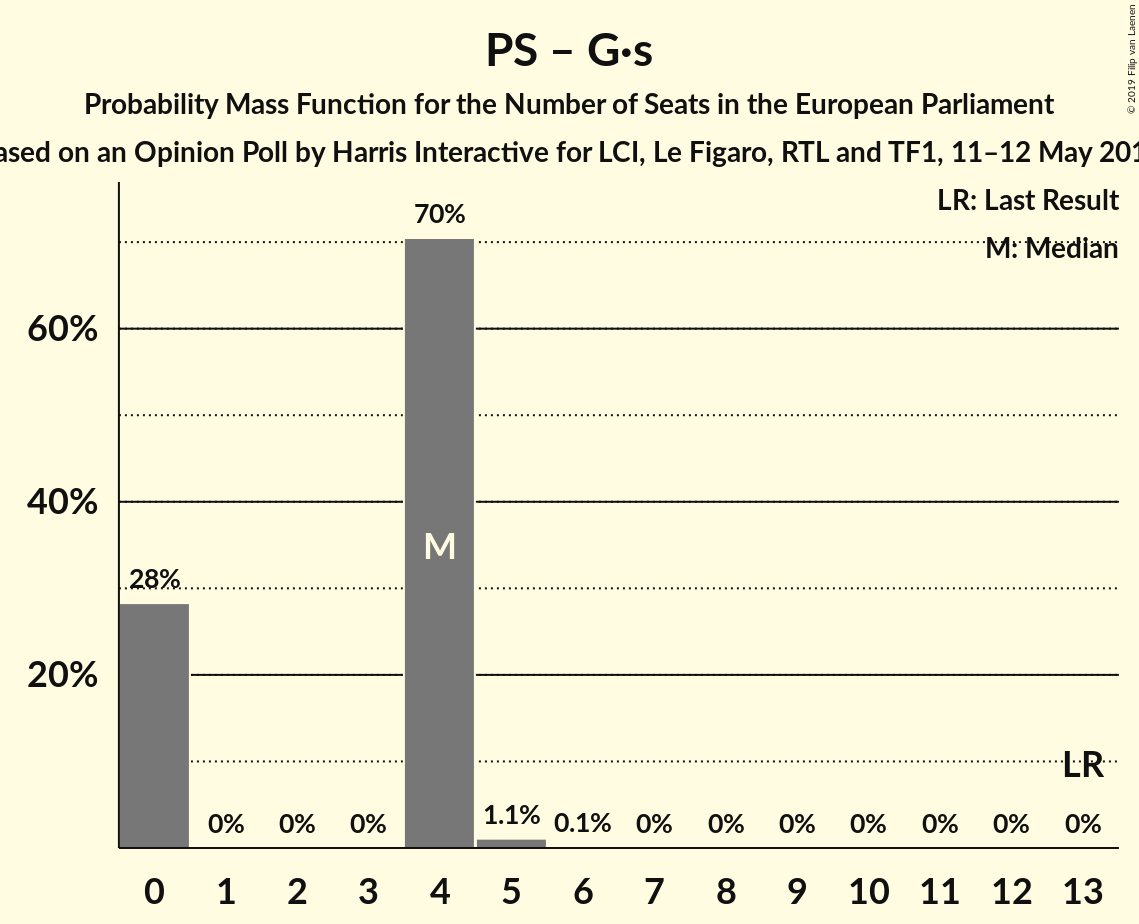 PS – G·s
Probability Mass Function for the Number of Seats in the European Parliament
ased on an Opinion Poll by Harris Interactive for LCI, Le Figaro, RTL and TF1, 11–12 May 201
© 2019 Filip van Laenen
LR: Last Result
M: Median
70%
60%
40%
M
28%
20%
LR
0% 0% 0% 1.1% 0.1% 0% 0% 0% 0% 0% 0% 0%
0 1 2 3 4 5 6 7 8 9 10 11 12 13